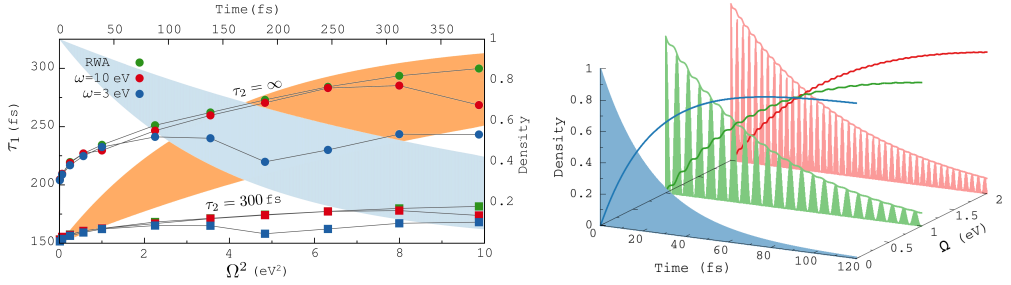 Time(fs)
0 50 100 150 200 250 300 350
RWA
ω=10 eV
ω=3 eV
τ₂ = ∞
τ₂ = 300 fs
τ₁ (fs)
300
250
200
150
0 2 4 6 8 10
Ω² (eV²)
1
0.8
0.6
0.4
0.2
Density
1
0.8
0.6
0.4
0.2
0
Density
0 20 40 60 80 100 120
Time (fs)
0 0.5 1 1.5 2
Ω (eV)